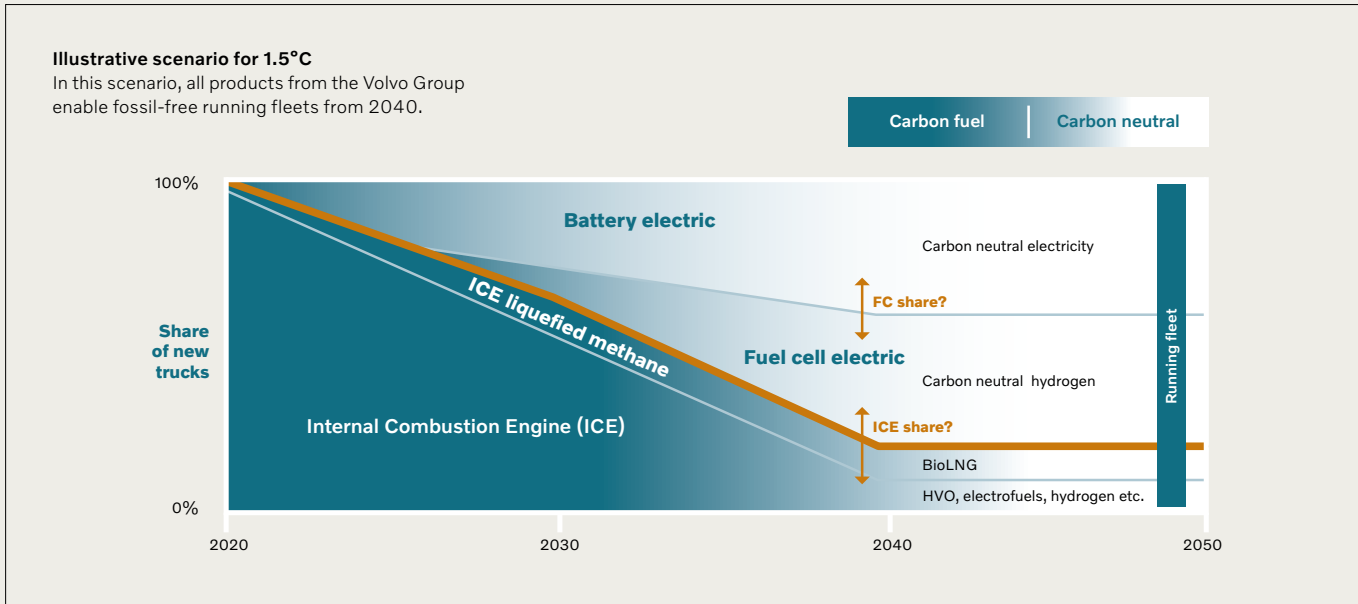 Illustrative scenario for 1.5°C
In this scenario, all products from the Volvo Group
enable fossil-free running fleets from 2040.
Carbon fuel
Carbon neutral
100%
Battery electric
Carbon neutral electricity
ICE liquefied methane
FC share?
Share
of new
trucks
Fuel cell electric
Running fleet
Carbon neutral hydrogen
Internal Combustion Engine (ICE)
ICE share?
BioLNG
HVO, electrofuels, hydrogen etc.
0%
2020
2030
2040
2050